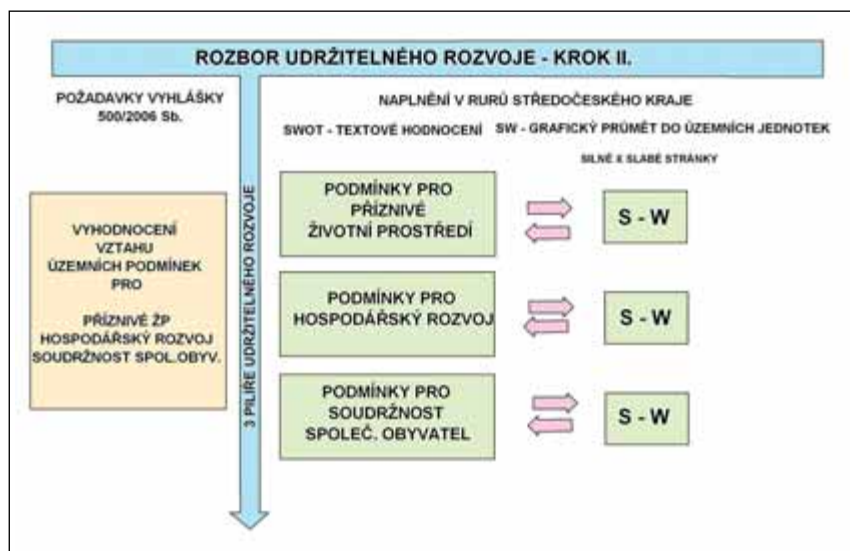 ROZBOR UDRŽITELNÉHO ROZVOJE - KROK II.
POŽADAVKY VYHLÁŠKY
500/2006 Sb.
NAPLNĚNÍ V RURÚ STŘEDOČESKÉHO KRAJE
SWOT - TEXTOVÉ HODNOCENÍ
SW - GRAFICKÝ PRŮMĚT DO ÚZEMNÍCH JEDNOTEK
SILNÉ X SLABÉ STRÁNKY
VYHODNOCENÍ
VZTAHU
ÚZEMNÍCH PODMÍNEK
PRO
PŘÍZNIVÉ ŽP
HOSPODÁŘSKÝ ROZVOJ
SOUDRŽNOST SPOL.OBYV.
3 PILÍŘE UDRŽITELNÉHO ROZVOJE
PODMÍNKY PRO
PŘÍZNIVÉ
ŽIVOTNÍ PROSTŘEDÍ
S - W
PODMÍNKY PRO
HOSPODÁŘSKÝ ROZVOJ
S - W
PODMÍNKY PRO
SOUDRŽNOST
SPOLEČ. OBYVATEL
S - W